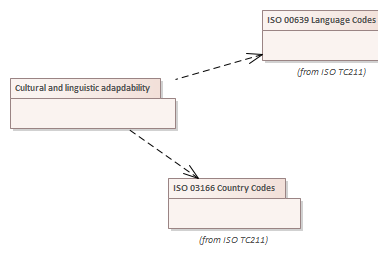 ISO 00639 Language Codes
(from ISO TC211)
Cultural and linguistic adapdability
ISO 03166 Country Codes
(from ISO TC211)